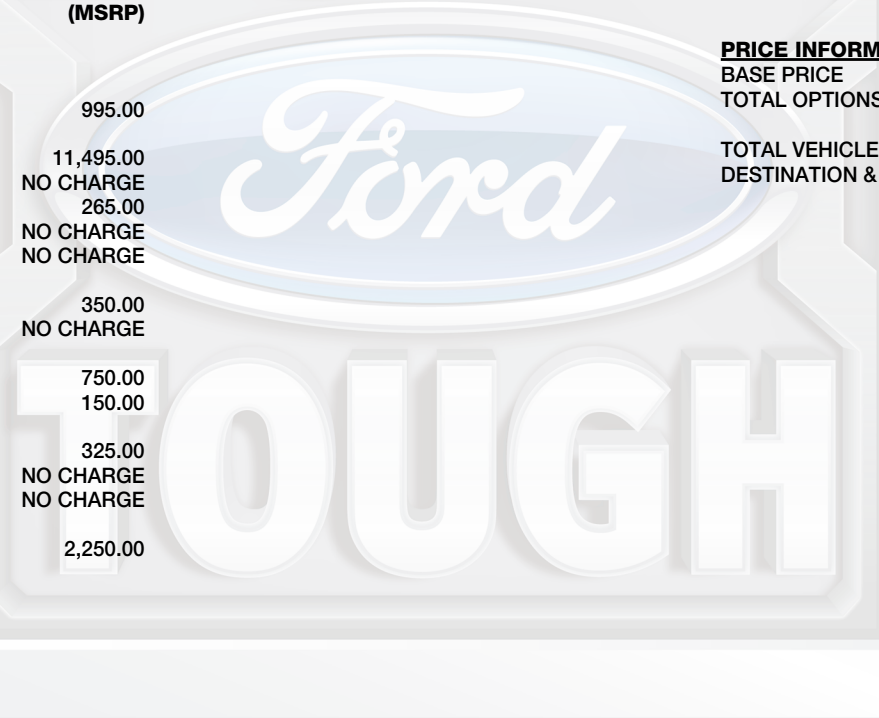 (MSRP)
995.00
11,495.00
NO CHARGE
265.00
NO CHARGE
NO CHARGE
350.00
NO CHARGE
750.00
150.00
325.00
NO CHARGE
NO CHARGE
2,250.00
PRICE INFORM
BASE PRICE
TOTAL OPTIONS
TOTAL VEHICLE
DESTINATION &
Ford
TOUGH